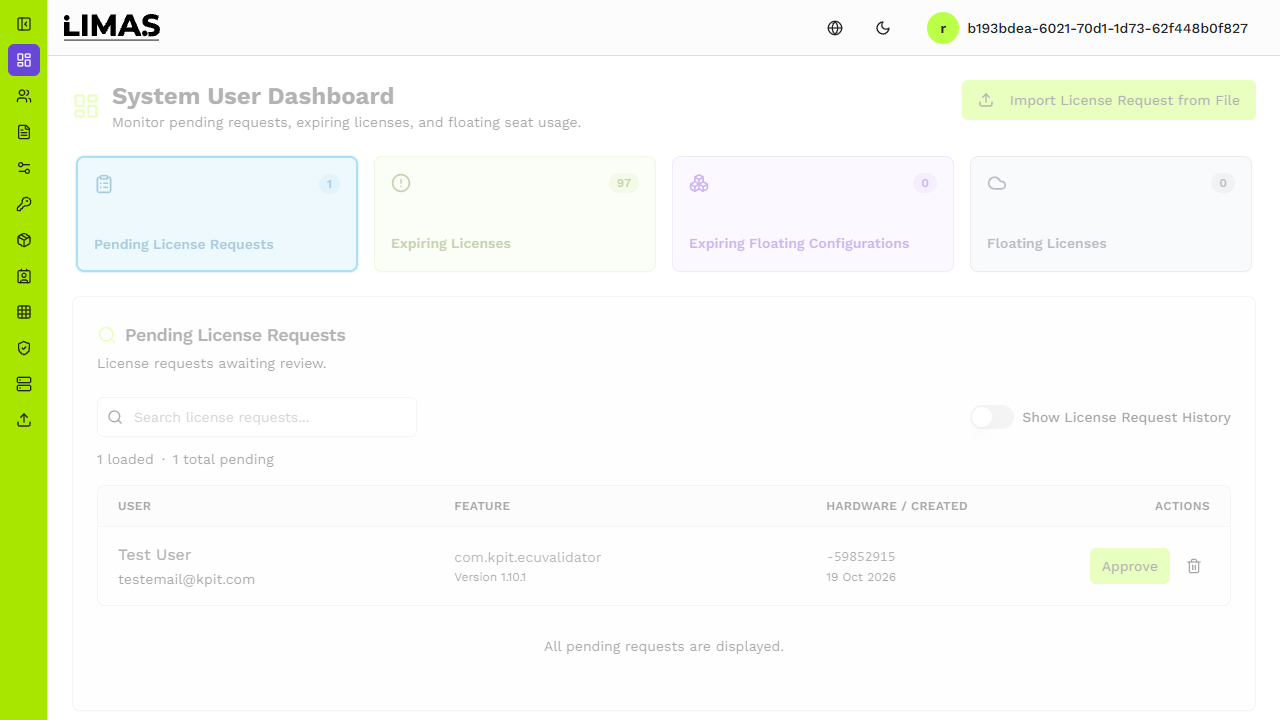 LIMAS
r
b193bdea-6021-70d1-1d73-62f448b0f827
System User Dashboard
Monitor pending requests, expiring licenses, and floating seat usage.
Import License Request from File
1
Pending License Requests
97
Expiring Licenses
0
Expiring Floating Configurations
0
Floating Licenses
Pending License Requests
License requests awaiting review.
Search license requests...
Show License Request History
1 loaded · 1 total pending
USER FEATURE HARDWARE / CREATED ACTIONS
Test User com.kpit.ecuvalidator -59852915
testemail@kpit.com Version 1.10.1 19 Oct 2026
Approve
All pending requests are displayed.